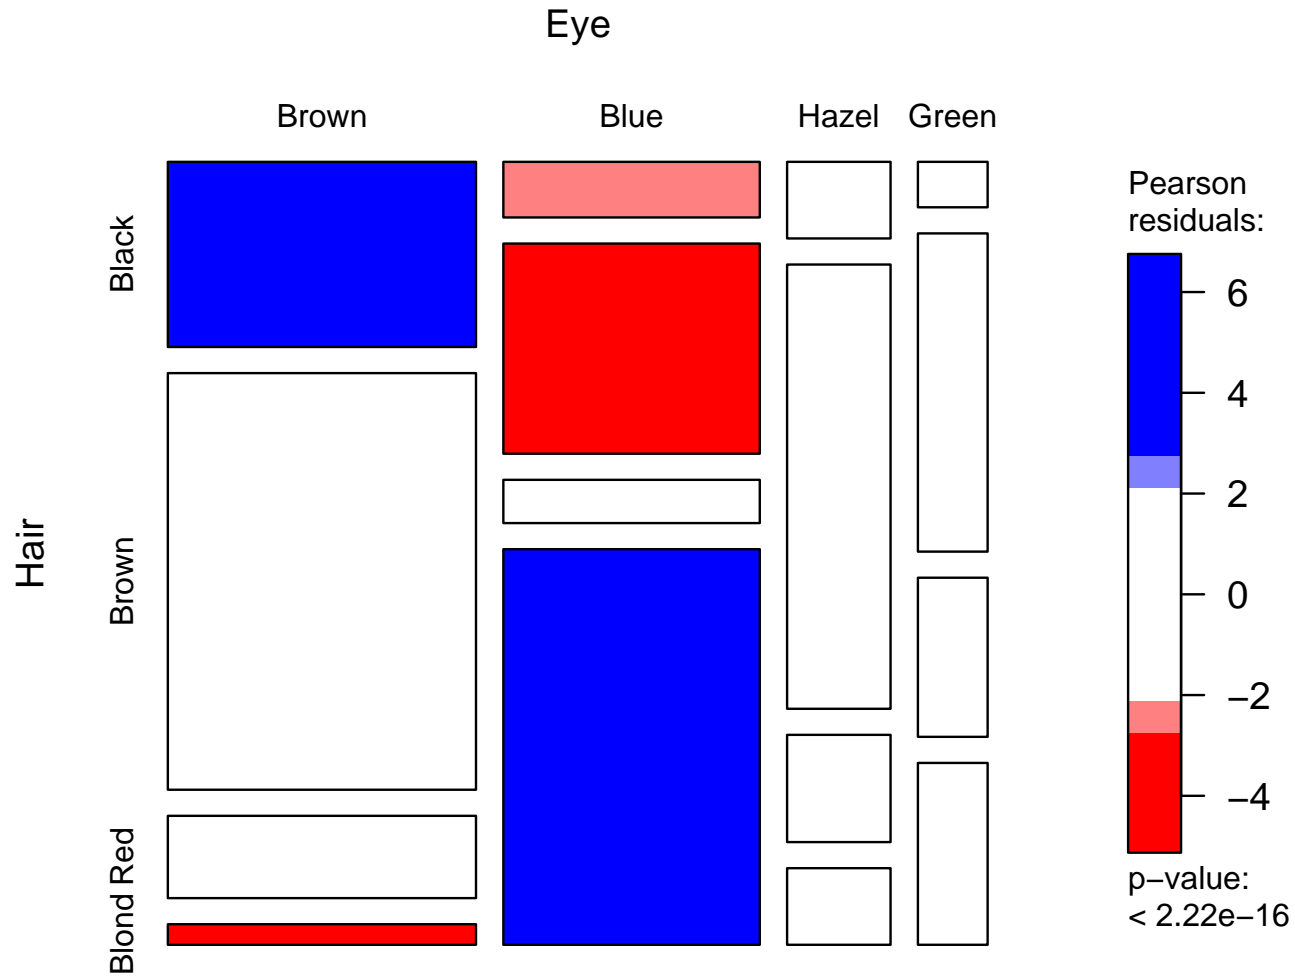 Eye
Brown Blue Hazel Green
Hair
Black
Brown
Red
Blond
Pearson
residuals:
6
4
2
0
−2
−4
p−value:
< 2.22e−16